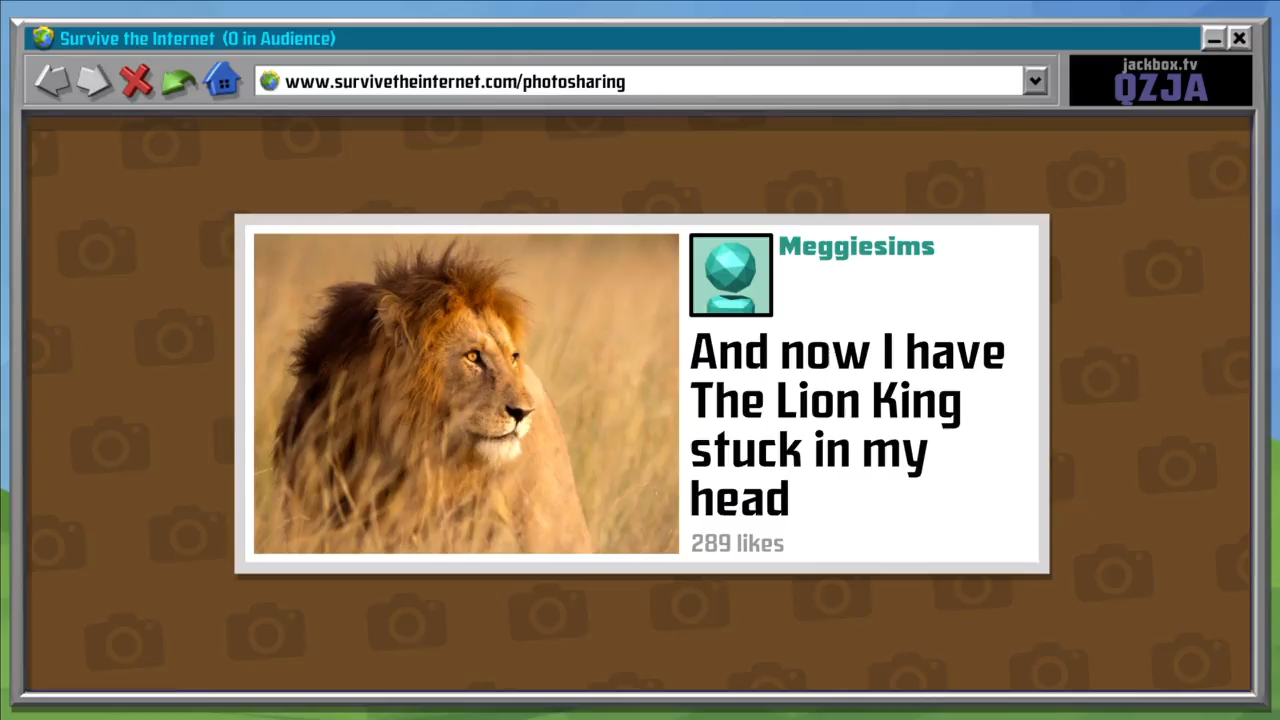 Survive the Internet (0 in Audience)
www.survivetheinternet.com/photosharing
jackbox.tv
QZJA
Meggiesims
And now I have
The Lion King
stuck in my
head
289 likes